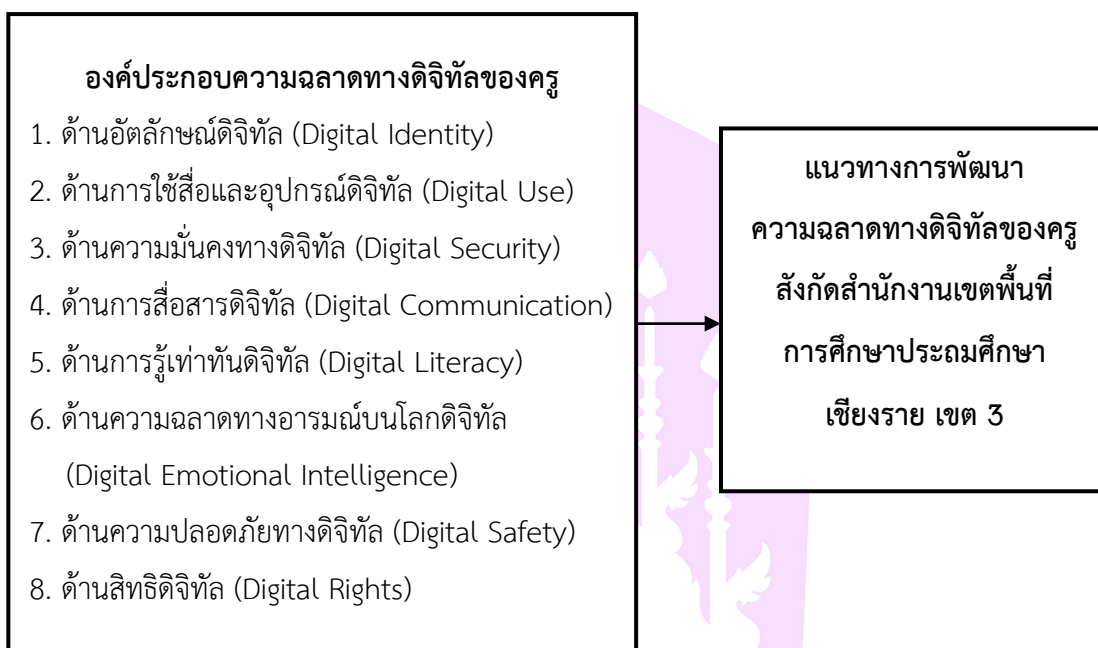 องค์ประกอบความฉลาดทางดิจิทัลของครู
1. ด้านอัตลักษณ์ดิจิทัล (Digital Identity)
2. ด้านการใช้สื่อและอุปกรณ์ดิจิทัล (Digital Use)
3. ด้านความมั่นคงทางดิจิทัล (Digital Security)
4. ด้านการสื่อสารดิจิทัล (Digital Communication)
5. ด้านการรู้เท่าทันดิจิทัล (Digital Literacy)
6. ด้านความฉลาดทางอารมณ์บนโลกดิจิทัล
(Digital Emotional Intelligence)
7. ด้านความปลอดภัยทางดิจิทัล (Digital Safety)
8. ด้านสิทธิดิจิทัล (Digital Rights)
แนวทางการพัฒนา
ความฉลาดทางดิจิทัลของครู
สังกัดสำนักงานเขตพื้นที่
การศึกษาประถมศึกษา
เชียงราย เขต 3